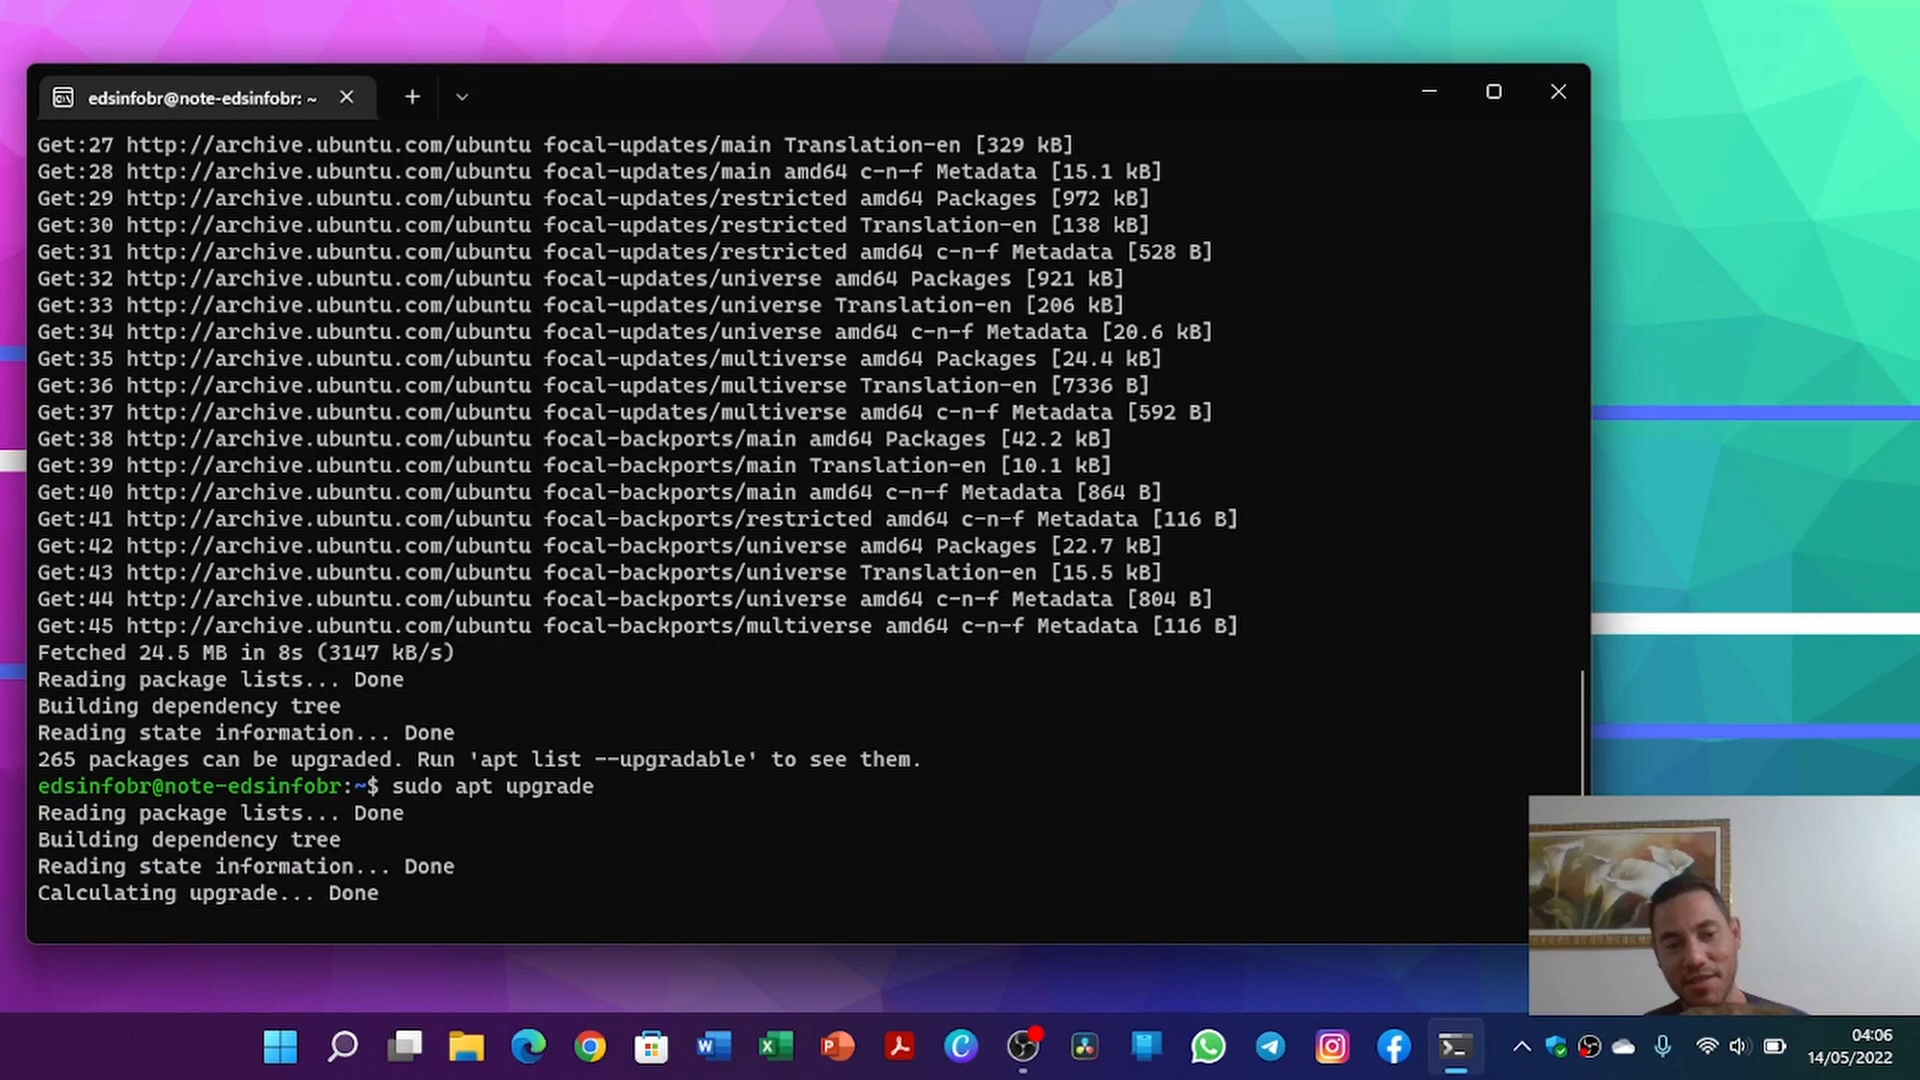 edsinfobr@note-edsinfobr: ~
Get:27 http://archive.ubuntu.com/ubuntu focal-updates/main Translation-en [329 kB]
Get:28 http://archive.ubuntu.com/ubuntu focal-updates/main amd64 c-n-f Metadata [15.1 kB]
Get:29 http://archive.ubuntu.com/ubuntu focal-updates/restricted amd64 Packages [972 kB]
Get:30 http://archive.ubuntu.com/ubuntu focal-updates/restricted Translation-en [138 kB]
Get:31 http://archive.ubuntu.com/ubuntu focal-updates/restricted amd64 c-n-f Metadata [528 B]
Get:32 http://archive.ubuntu.com/ubuntu focal-updates/universe amd64 Packages [921 kB]
Get:33 http://archive.ubuntu.com/ubuntu focal-updates/universe Translation-en [206 kB]
Get:34 http://archive.ubuntu.com/ubuntu focal-updates/universe amd64 c-n-f Metadata [20.6 kB]
Get:35 http://archive.ubuntu.com/ubuntu focal-updates/multiverse amd64 Packages [24.4 kB]
Get:36 http://archive.ubuntu.com/ubuntu focal-updates/multiverse Translation-en [7336 B]
Get:37 http://archive.ubuntu.com/ubuntu focal-updates/multiverse amd64 c-n-f Metadata [592 B]
Get:38 http://archive.ubuntu.com/ubuntu focal-backports/main amd64 Packages [42.2 kB]
Get:39 http://archive.ubuntu.com/ubuntu focal-backports/main Translation-en [10.1 kB]
Get:40 http://archive.ubuntu.com/ubuntu focal-backports/main amd64 c-n-f Metadata [864 B]
Get:41 http://archive.ubuntu.com/ubuntu focal-backports/restricted amd64 c-n-f Metadata [116 B]
Get:42 http://archive.ubuntu.com/ubuntu focal-backports/universe amd64 Packages [22.7 kB]
Get:43 http://archive.ubuntu.com/ubuntu focal-backports/universe Translation-en [15.5 kB]
Get:44 http://archive.ubuntu.com/ubuntu focal-backports/universe amd64 c-n-f Metadata [804 B]
Get:45 http://archive.ubuntu.com/ubuntu focal-backports/multiverse amd64 c-n-f Metadata [116 B]
Fetched 24.5 MB in 8s (3147 kB/s)
Reading package lists... Done
Building dependency tree
Reading state information... Done
265 packages can be upgraded. Run 'apt list --upgradable' to see them.
edsinfobr@note-edsinfobr:~$ sudo apt upgrade
Reading package lists... Done
Building dependency tree
Reading state information... Done
Calculating upgrade... Done
04:06
14/05/2022